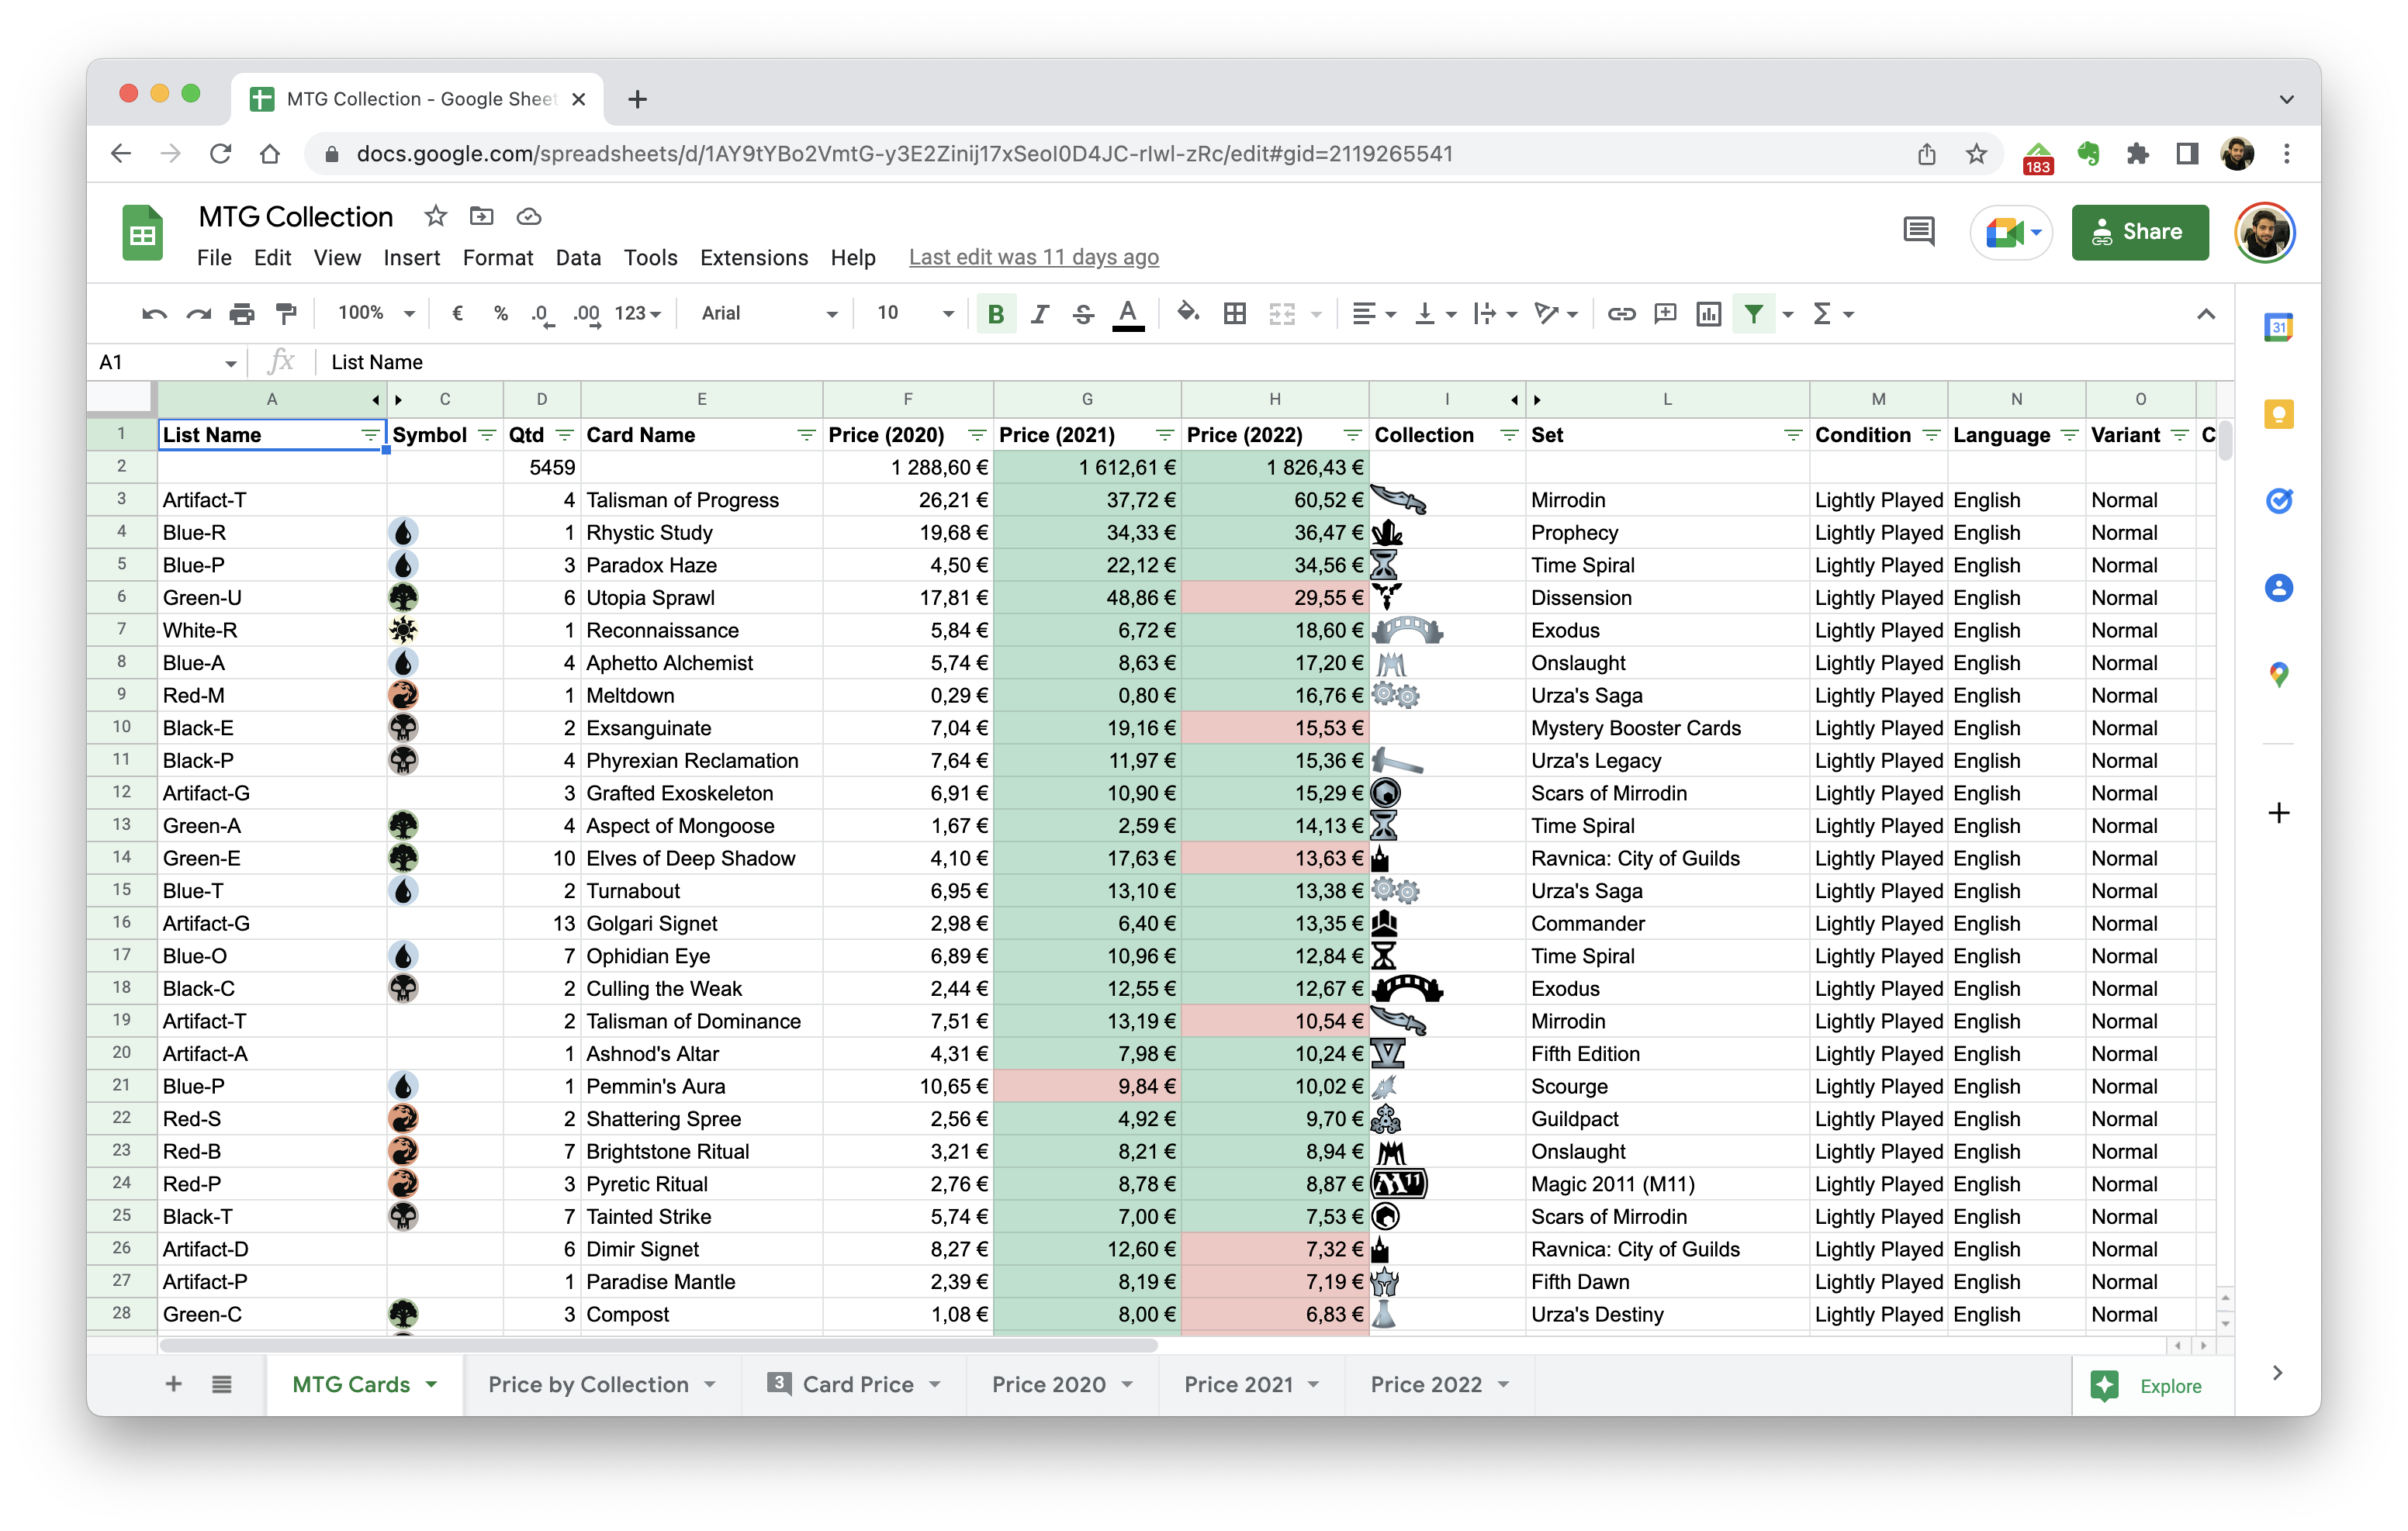 MTG Collection - Google Sheet
docs.google.com/spreadsheets/d/1AY9tYBo2VmtG-y3E2Zinij17xSeoI0D4JC-rIwl-zRc/edit#gid=2119265541
183
MTG Collection
File Edit View Insert Format Data Tools Extensions Help Last edit was 11 days ago
Share
100% € % .0 .00 123 Arial 10 B I S A Σ
31
A1 fx List Name
A C D E F G H I L M N O
1 List Name Symbol Qtd Card Name Price (2020) Price (2021) Price (2022) Collection Set Condition Language Variant C
2 5459 1 288,60 € 1 612,61 € 1 826,43 €
3 Artifact-T 4 Talisman of Progress 26,21 € 37,72 € 60,52 € Mirrodin Lightly Played English Normal
4 Blue-R 1 Rhystic Study 19,68 € 34,33 € 36,47 € Prophecy Lightly Played English Normal
5 Blue-P 3 Paradox Haze 4,50 € 22,12 € 34,56 € Time Spiral Lightly Played English Normal
6 Green-U 6 Utopia Sprawl 17,81 € 48,86 € 29,55 € Dissension Lightly Played English Normal
7 White-R 1 Reconnaissance 5,84 € 6,72 € 18,60 € Exodus Lightly Played English Normal
8 Blue-A 4 Aphetto Alchemist 5,74 € 8,63 € 17,20 € Onslaught Lightly Played English Normal
9 Red-M 1 Meltdown 0,29 € 0,80 € 16,76 € Urza's Saga Lightly Played English Normal
10 Black-E 2 Exsanguinate 7,04 € 19,16 € 15,53 € Mystery Booster Cards Lightly Played English Normal
11 Black-P 4 Phyrexian Reclamation 7,64 € 11,97 € 15,36 € Urza's Legacy Lightly Played English Normal
12 Artifact-G 3 Grafted Exoskeleton 6,91 € 10,90 € 15,29 € Scars of Mirrodin Lightly Played English Normal
13 Green-A 4 Aspect of Mongoose 1,67 € 2,59 € 14,13 € Time Spiral Lightly Played English Normal
14 Green-E 10 Elves of Deep Shadow 4,10 € 17,63 € 13,63 € Ravnica: City of Guilds Lightly Played English Normal
15 Blue-T 2 Turnabout 6,95 € 13,10 € 13,38 € Urza's Saga Lightly Played English Normal
16 Artifact-G 13 Golgari Signet 2,98 € 6,40 € 13,35 € Commander Lightly Played English Normal
17 Blue-O 7 Ophidian Eye 6,89 € 10,96 € 12,84 € Time Spiral Lightly Played English Normal
18 Black-C 2 Culling the Weak 2,44 € 12,55 € 12,67 € Exodus Lightly Played English Normal
19 Artifact-T 2 Talisman of Dominance 7,51 € 13,19 € 10,54 € Mirrodin Lightly Played English Normal
20 Artifact-A 1 Ashnod's Altar 4,31 € 7,98 € 10,24 € V Fifth Edition Lightly Played English Normal
21 Blue-P 1 Pemmin's Aura 10,65 € 9,84 € 10,02 € Scourge Lightly Played English Normal
22 Red-S 2 Shattering Spree 2,56 € 4,92 € 9,70 € Guildpact Lightly Played English Normal
23 Red-B 7 Brightstone Ritual 3,21 € 8,21 € 8,94 € Onslaught Lightly Played English Normal
24 Red-P 3 Pyretic Ritual 2,76 € 8,78 € 8,87 € M11 Magic 2011 (M11) Lightly Played English Normal
25 Black-T 7 Tainted Strike 5,74 € 7,00 € 7,53 € Scars of Mirrodin Lightly Played English Normal
26 Artifact-D 6 Dimir Signet 8,27 € 12,60 € 7,32 € Ravnica: City of Guilds Lightly Played English Normal
27 Artifact-P 1 Paradise Mantle 2,39 € 8,19 € 7,19 € Fifth Dawn Lightly Played English Normal
28 Green-C 3 Compost 1,08 € 8,00 € 6,83 € Urza's Destiny Lightly Played English Normal
MTG Cards Price by Collection 3 Card Price Price 2020 Price 2021 Price 2022 Explore